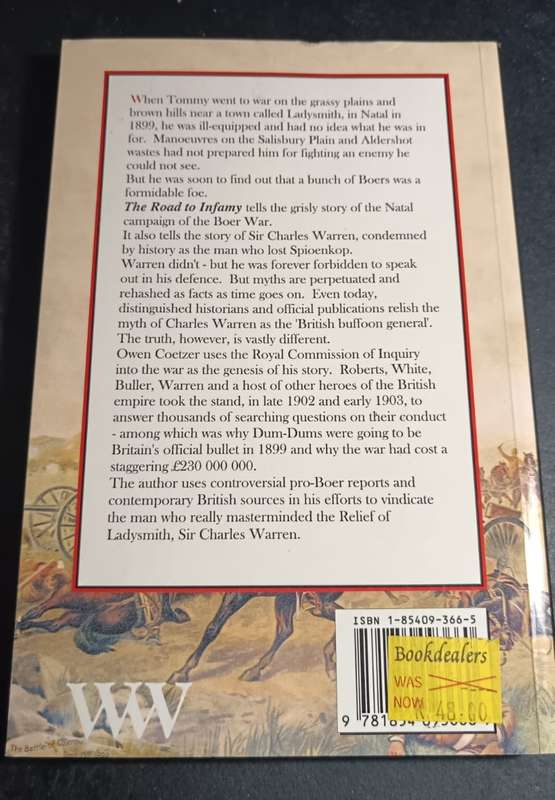 When Tommy went to war on the grassy plains and
brown hills near a town called Ladysmith, in Natal in
1899, he was ill-equipped and had no idea what he was in
for. Manoeuvres on the Salisbury Plain and Aldershot
wastes had not prepared him for fighting an enemy he
could not see.
But he was soon to find out that a bunch of Boers was a
formidable foe.
The Road to Infamy tells the grisly story of the Natal
campaign of the Boer War.
It also tells the story of Sir Charles Warren, condemned
by history as the man who lost Spioenkop.
Warren didn't - but he was forever forbidden to speak
out in his defence. But myths are perpetuated and
rehashed as facts as time goes on. Even today,
distinguished historians and official publications relish the
myth of Charles Warren as the 'British buffoon general'.
The truth, however, is vastly different.
Owen Coetzer uses the Royal Commission of Inquiry
into the war as the genesis of his story. Roberts, White,
Buller, Warren and a host of other heroes of the British
empire took the stand, in late 1902 and early 1903, to
answer thousands of searching questions on their conduct
- among which was why Dum-Dums were going to be
Britain's official bullet in 1899 and why the war had cost a
staggering £230 000 000.
The author uses controversial pro-Boer reports and
contemporary British sources in his efforts to vindicate
the man who really masterminded the Relief of
Ladysmith, Sir Charles Warren.
ISBN 1-85409-366-5
Bookdealers
WAS
NOW 48.00
9 781854 093664
WW
The Battle of